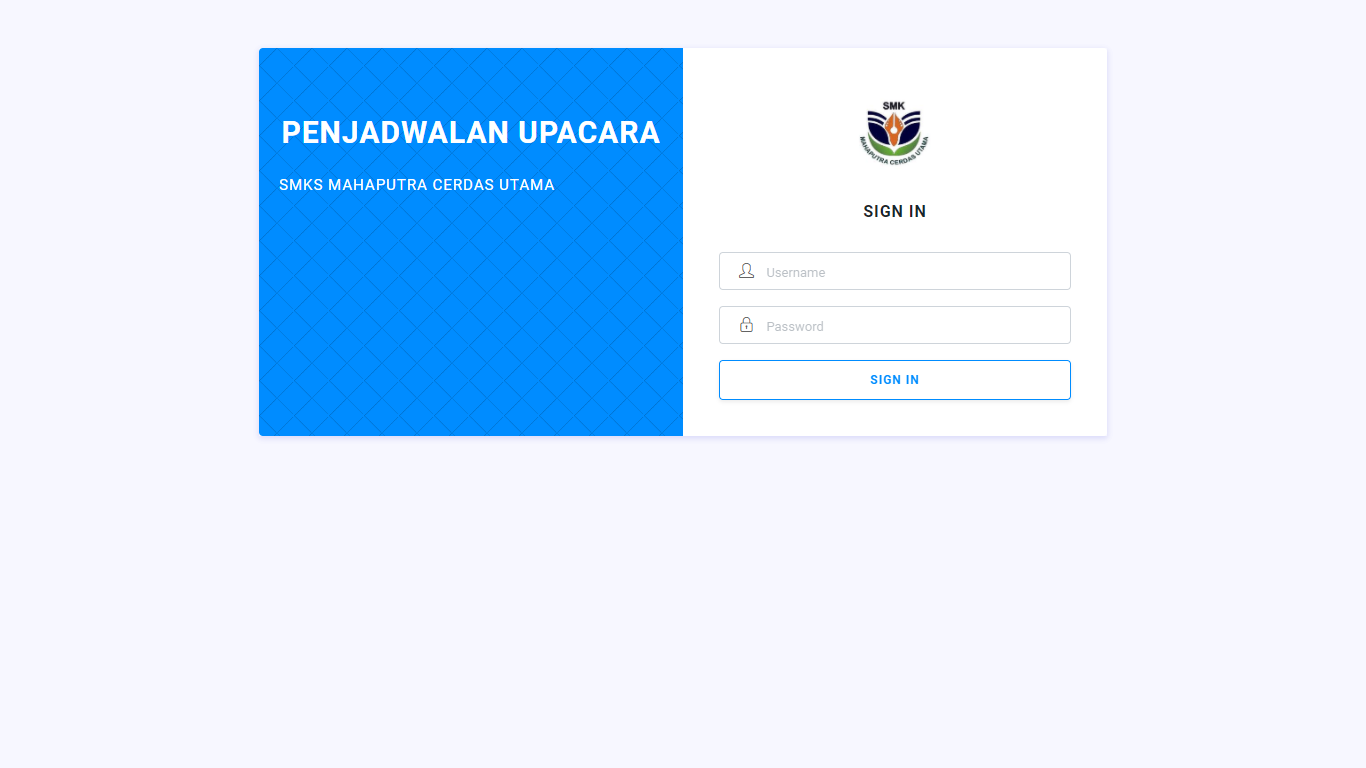 PENJADWALAN UPACARA
SMKS MAHAPUTRA CERDAS UTAMA
SMK
MAHAPUTRA CERDAS UTAMA
SIGN IN
Username
Password
SIGN IN